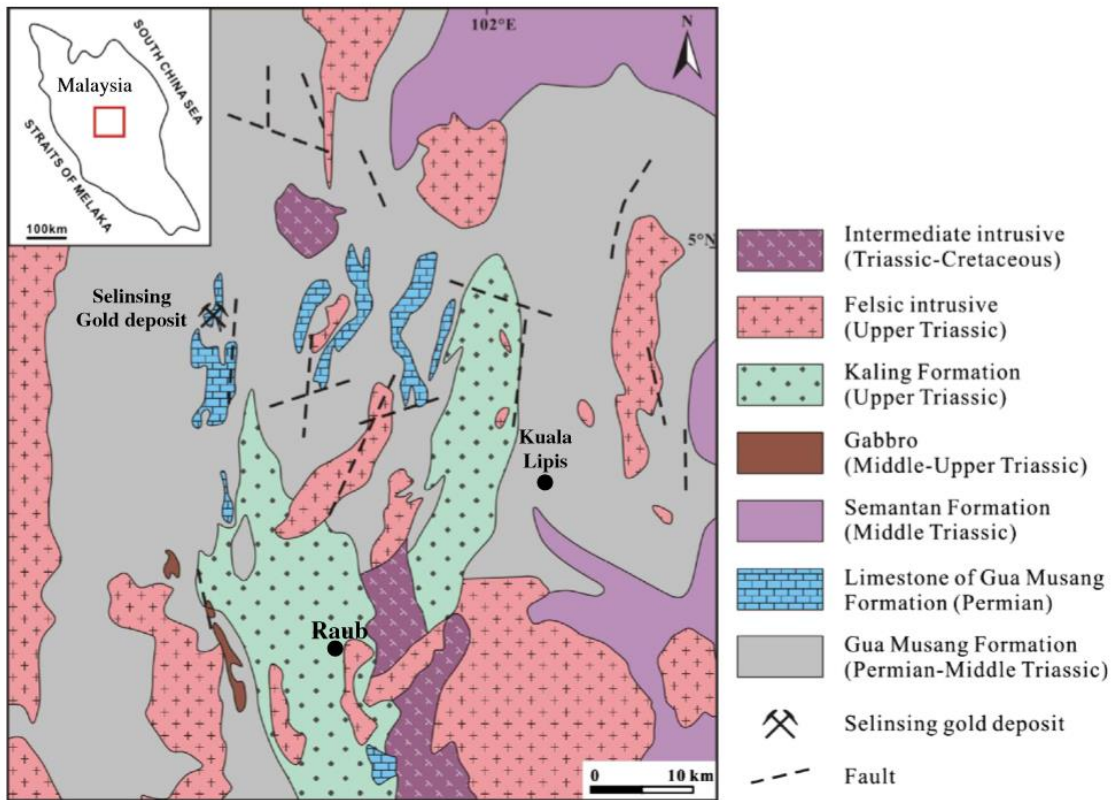 SOUTH CHINA SEA
Malaysia
STRAITS OF MELAKA
100km
102°E
N
5°N
Selinsing
Gold deposit
Kuala
Lipis
Raub
0 10 km
Intermediate intrusive
(Triassic-Cretaceous)
Felsic intrusive
(Upper Triassic)
Kaling Formation
(Upper Triassic)
Gabbro
(Middle-Upper Triassic)
Semantan Formation
(Middle Triassic)
Limestone of Gua Musang
Formation (Permian)
Gua Musang Formation
(Permian-Middle Triassic)
Selinsing gold deposit
Fault